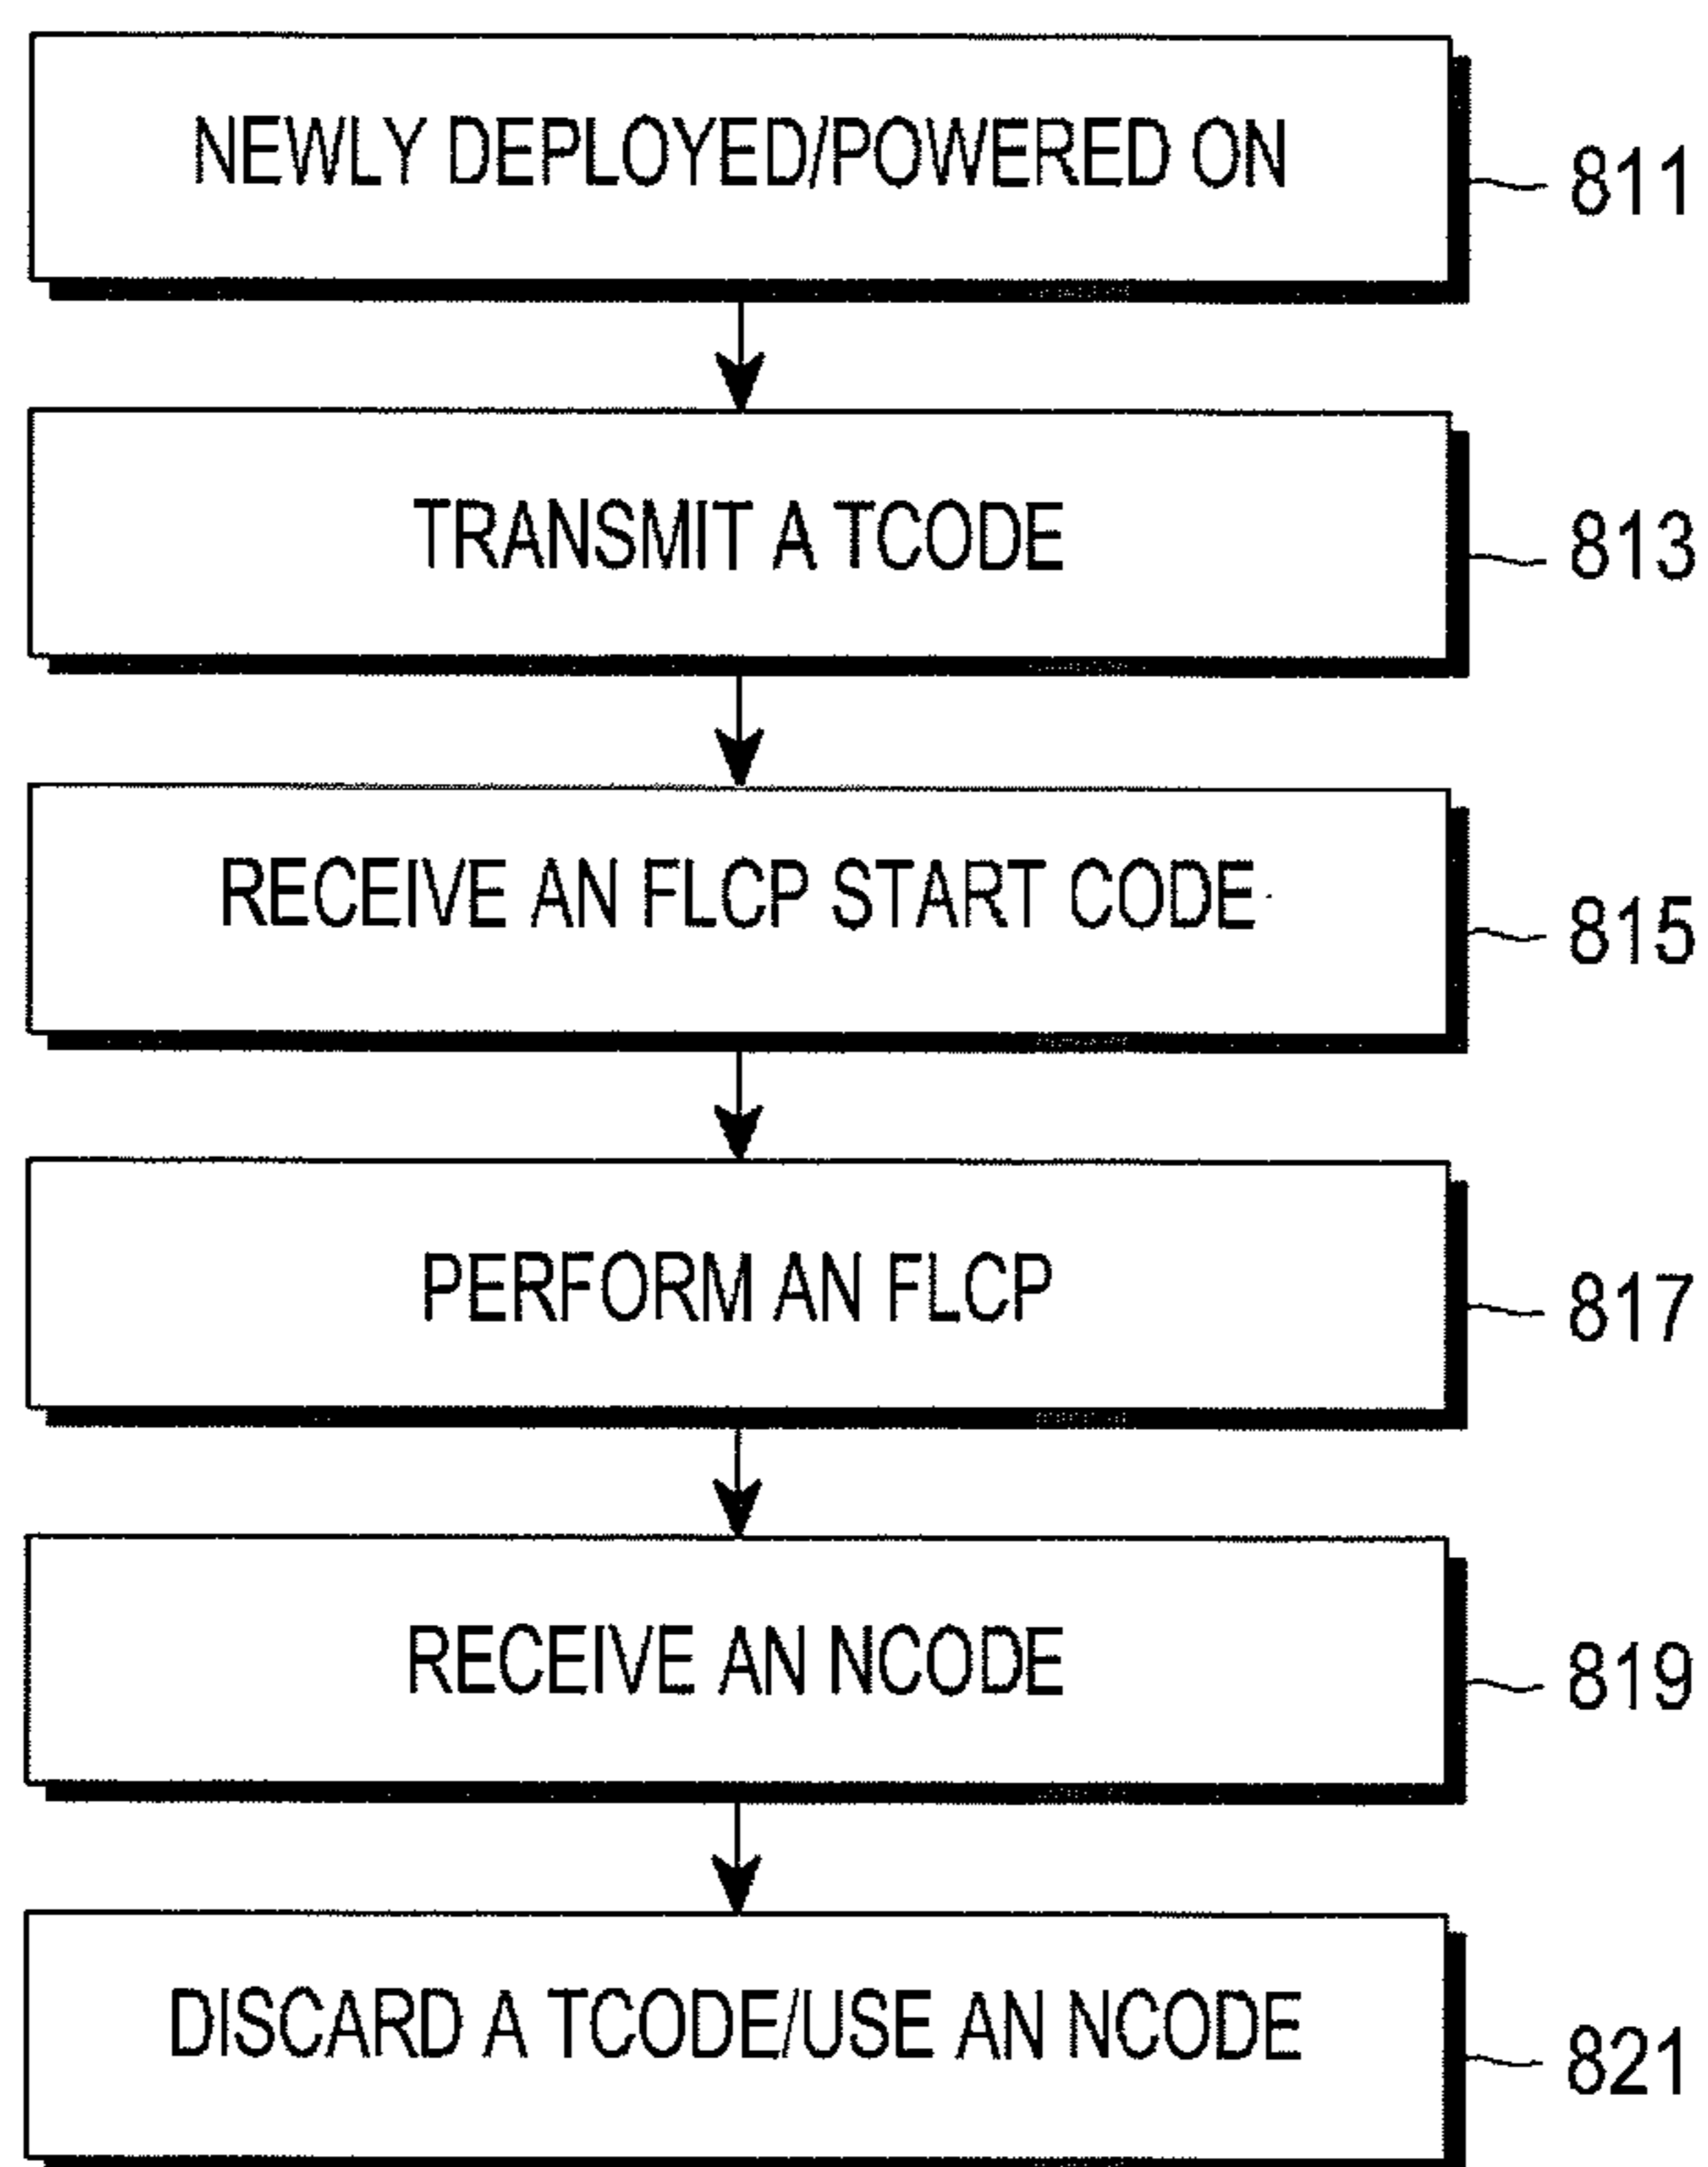 NEWLY DEPLOYED/POWERED ON
811
TRANSMIT A TCODE
813
RECEIVE AN FLCP START CODE
815
PERFORM AN FLCP
817
RECEIVE AN NCODE
819
DISCARD A TCODE/USE AN NCODE
821